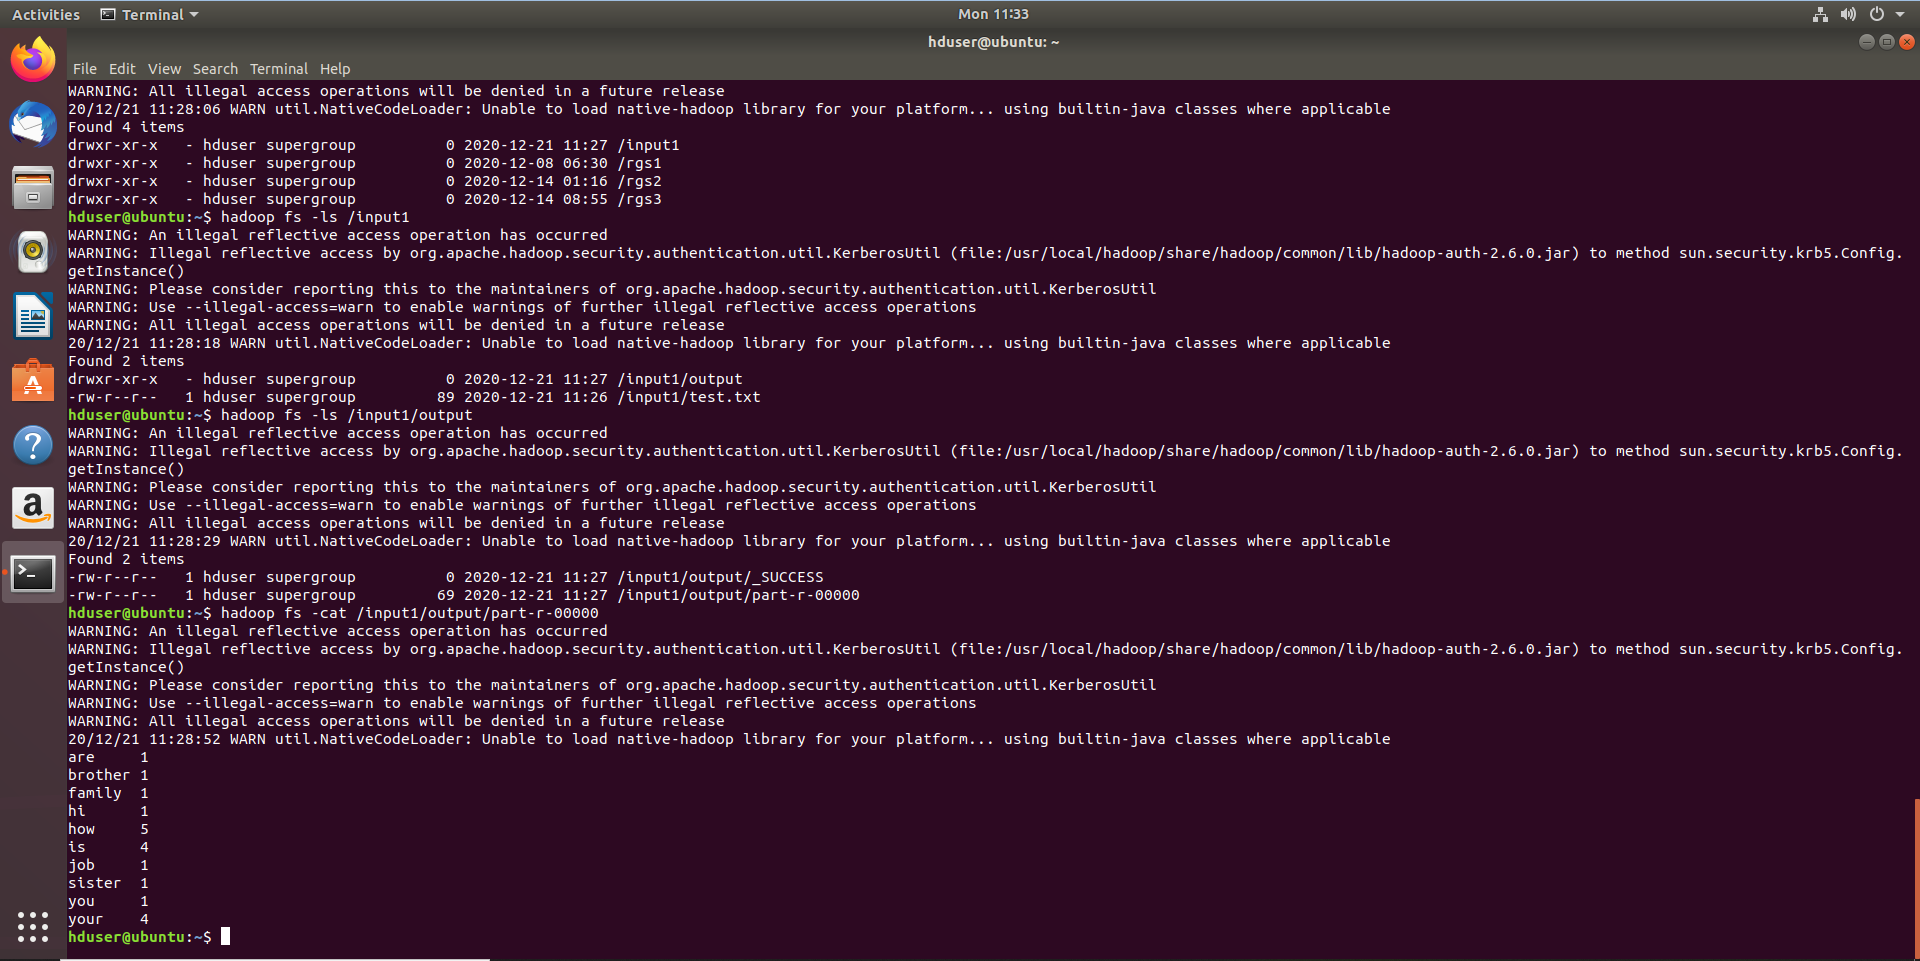 Activities Terminal Mon 11:33
hduser@ubuntu: ~
File Edit View Search Terminal Help
WARNING: All illegal access operations will be denied in a future release
20/12/21 11:28:06 WARN util.NativeCodeLoader: Unable to load native-hadoop library for your platform... using builtin-java classes where applicable
Found 4 items
drwxr-xr-x   - hduser supergroup          0 2020-12-21 11:27 /input1
drwxr-xr-x   - hduser supergroup          0 2020-12-08 06:30 /rgs1
drwxr-xr-x   - hduser supergroup          0 2020-12-14 01:16 /rgs2
drwxr-xr-x   - hduser supergroup          0 2020-12-14 08:55 /rgs3
hduser@ubuntu:~$ hadoop fs -ls /input1
WARNING: An illegal reflective access operation has occurred
WARNING: Illegal reflective access by org.apache.hadoop.security.authentication.util.KerberosUtil (file:/usr/local/hadoop/share/hadoop/common/lib/hadoop-auth-2.6.0.jar) to method sun.security.krb5.Config.
getInstance()
WARNING: Please consider reporting this to the maintainers of org.apache.hadoop.security.authentication.util.KerberosUtil
WARNING: Use --illegal-access=warn to enable warnings of further illegal reflective access operations
WARNING: All illegal access operations will be denied in a future release
20/12/21 11:28:18 WARN util.NativeCodeLoader: Unable to load native-hadoop library for your platform... using builtin-java classes where applicable
Found 2 items
drwxr-xr-x   - hduser supergroup          0 2020-12-21 11:27 /input1/output
-rw-r--r--   1 hduser supergroup         89 2020-12-21 11:26 /input1/test.txt
hduser@ubuntu:~$ hadoop fs -ls /input1/output
WARNING: An illegal reflective access operation has occurred
WARNING: Illegal reflective access by org.apache.hadoop.security.authentication.util.KerberosUtil (file:/usr/local/hadoop/share/hadoop/common/lib/hadoop-auth-2.6.0.jar) to method sun.security.krb5.Config.
getInstance()
WARNING: Please consider reporting this to the maintainers of org.apache.hadoop.security.authentication.util.KerberosUtil
WARNING: Use --illegal-access=warn to enable warnings of further illegal reflective access operations
WARNING: All illegal access operations will be denied in a future release
20/12/21 11:28:29 WARN util.NativeCodeLoader: Unable to load native-hadoop library for your platform... using builtin-java classes where applicable
Found 2 items
-rw-r--r--   1 hduser supergroup          0 2020-12-21 11:27 /input1/output/_SUCCESS
-rw-r--r--   1 hduser supergroup         69 2020-12-21 11:27 /input1/output/part-r-00000
hduser@ubuntu:~$ hadoop fs -cat /input1/output/part-r-00000
WARNING: An illegal reflective access operation has occurred
WARNING: Illegal reflective access by org.apache.hadoop.security.authentication.util.KerberosUtil (file:/usr/local/hadoop/share/hadoop/common/lib/hadoop-auth-2.6.0.jar) to method sun.security.krb5.Config.
getInstance()
WARNING: Please consider reporting this to the maintainers of org.apache.hadoop.security.authentication.util.KerberosUtil
WARNING: Use --illegal-access=warn to enable warnings of further illegal reflective access operations
WARNING: All illegal access operations will be denied in a future release
20/12/21 11:28:52 WARN util.NativeCodeLoader: Unable to load native-hadoop library for your platform... using builtin-java classes where applicable
are     1
brother 1
family  1
hi      1
how     5
is      4
job     1
sister  1
you     1
your    4
hduser@ubuntu:~$